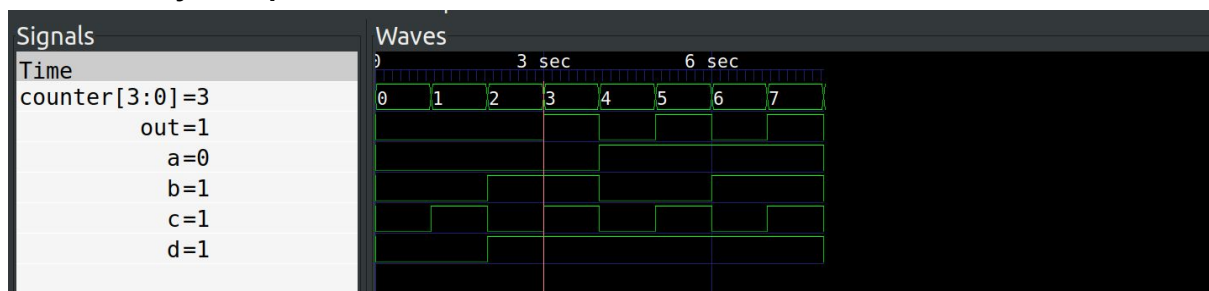 Signals
Waves
Time
0 3 sec 6 sec
counter[3:0]=3
0 1 2 3 4 5 6 7
out=1
a=0
b=1
c=1
d=1